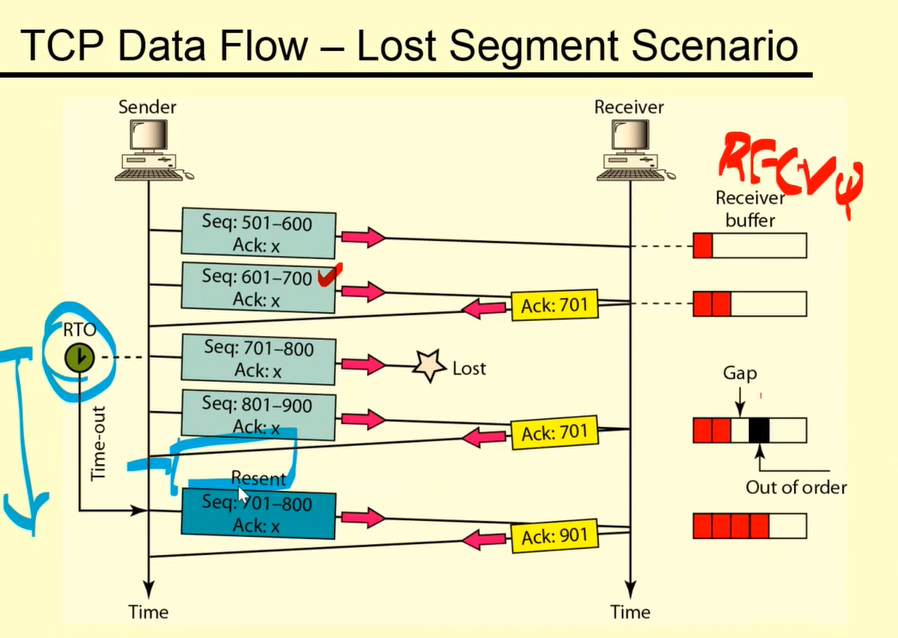 TCP Data Flow – Lost Segment Scenario
Sender
Receiver
RECVQ
Receiver
buffer
Seq: 501–600
Ack: x
Seq: 601–700
Ack: x
Ack: 701
RTO
Seq: 701–800
Ack: x
Lost
Gap
Seq: 801–900
Ack: x
Ack: 701
Time-out
Out of order
Resent
Seq: 701–800
Ack: x
Ack: 901
Time
Time